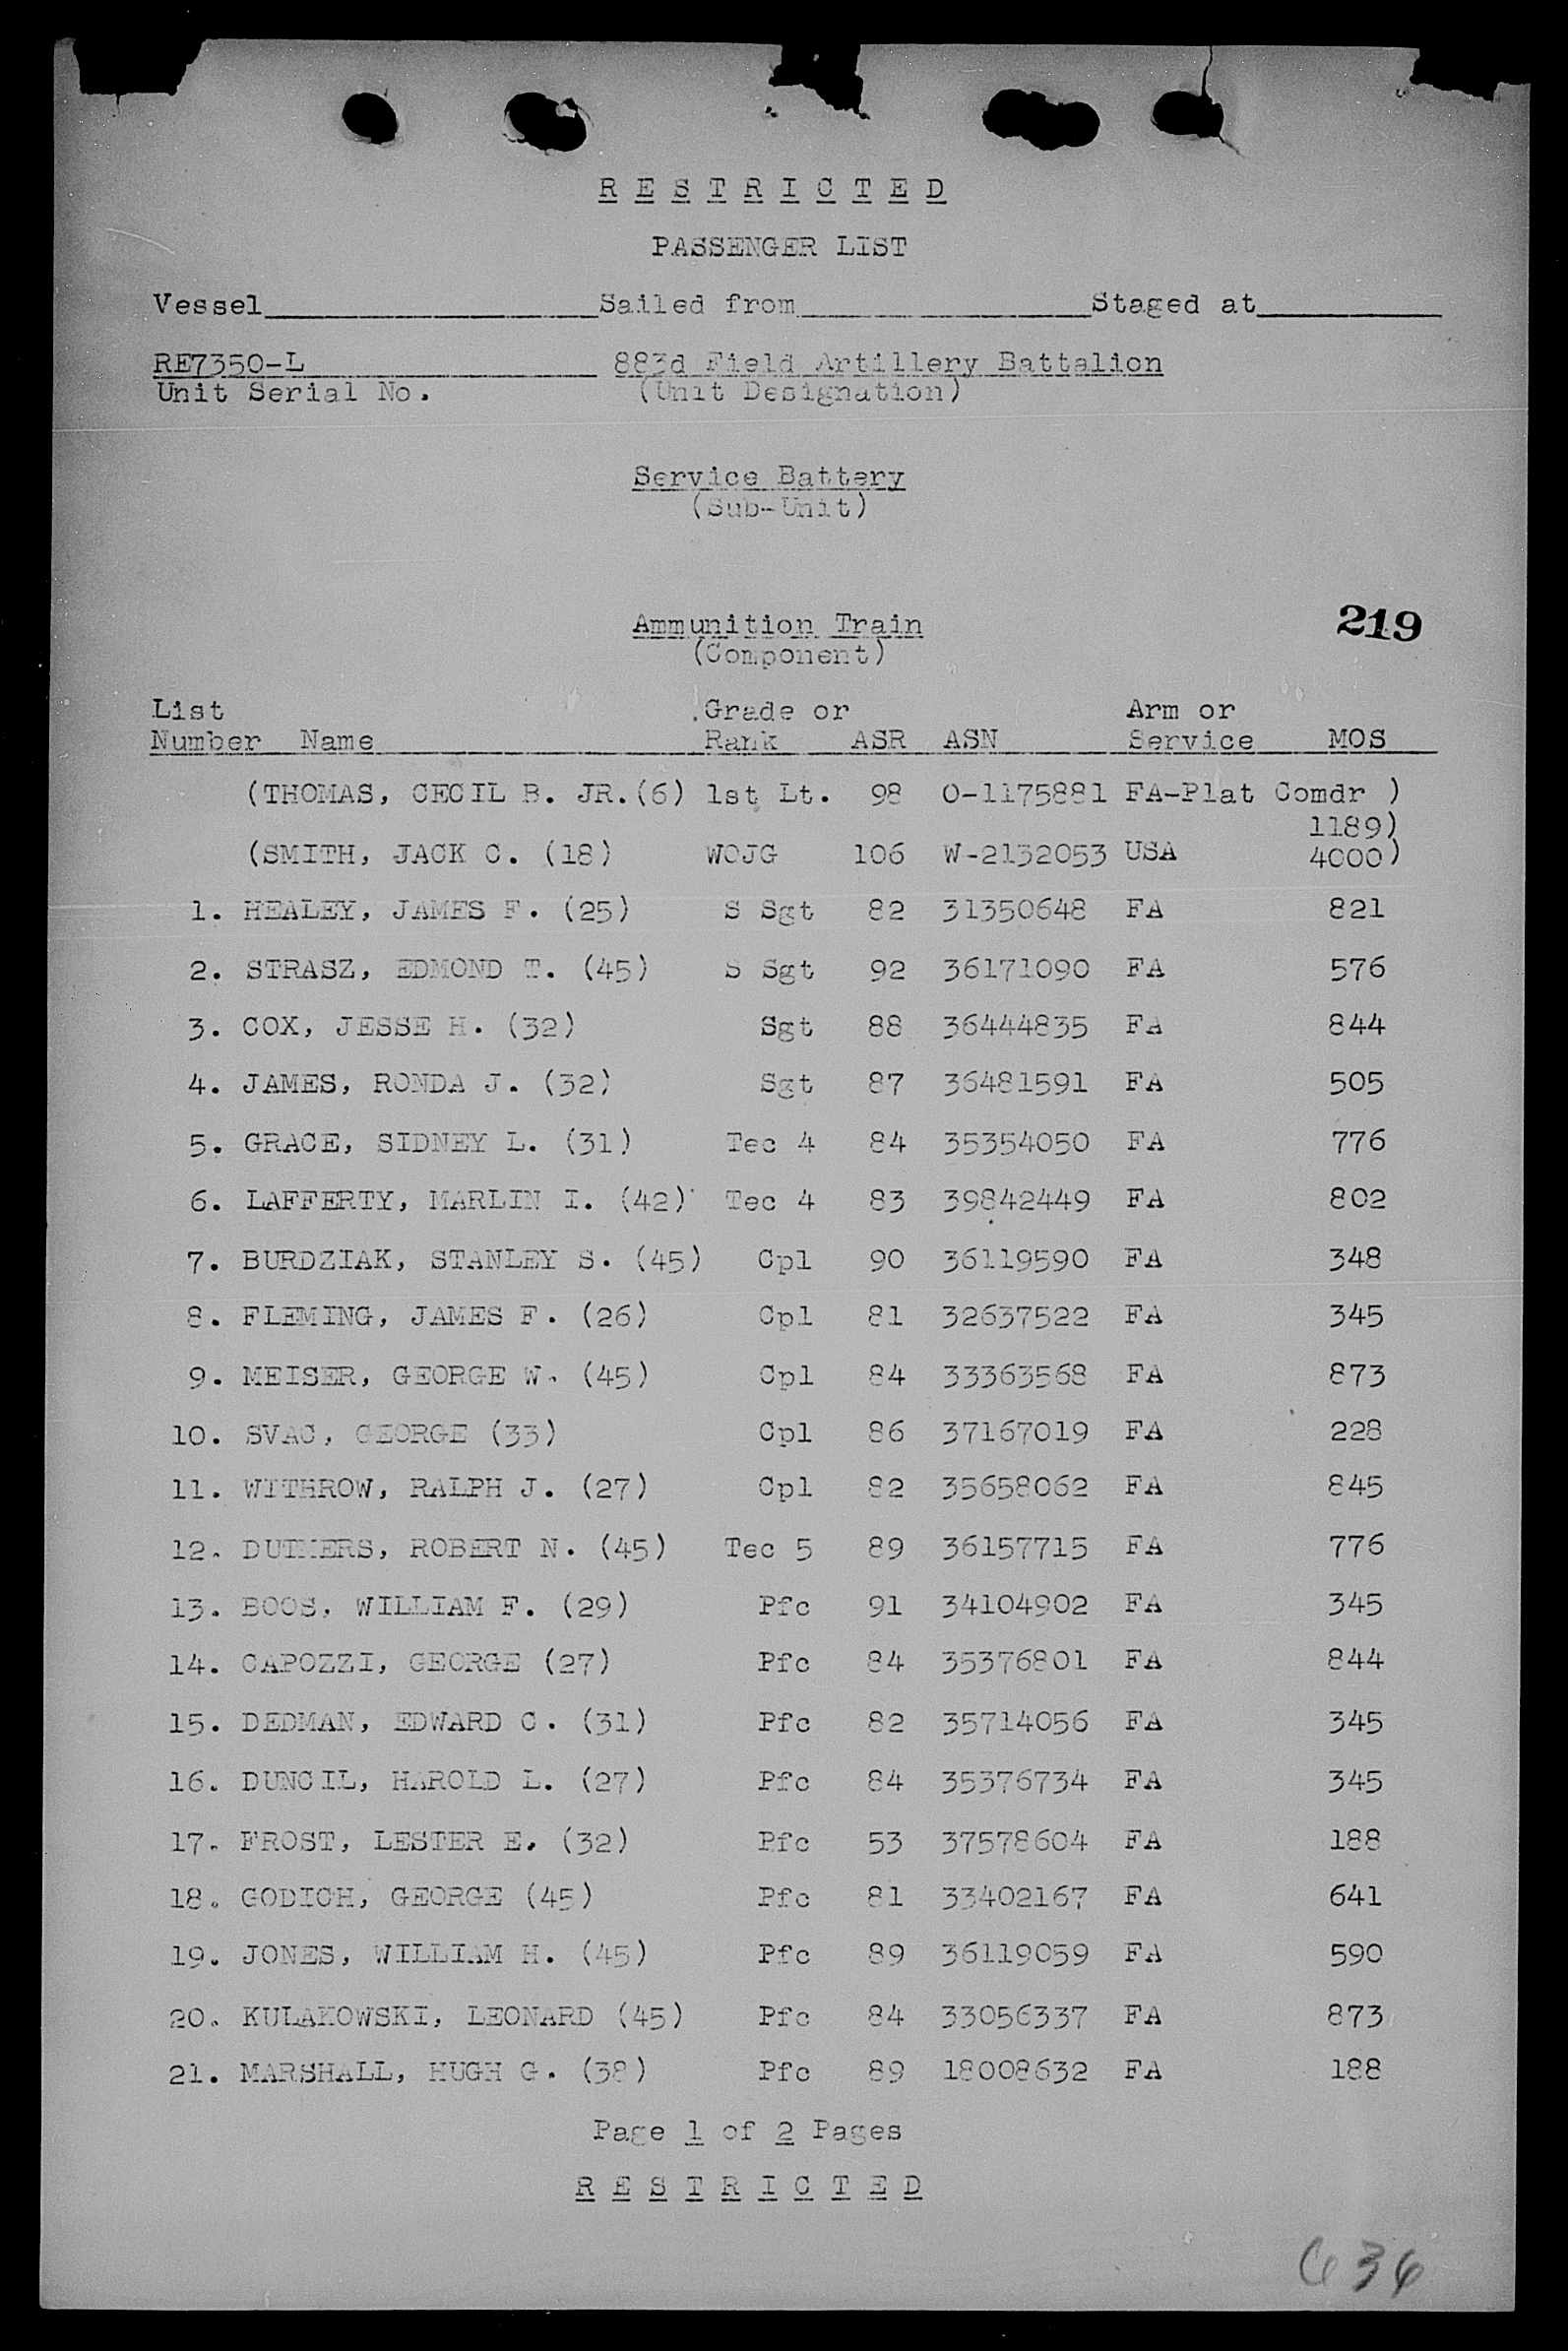 R E S T R I C T E D
PASSENGER LIST
Vessel Sailed from Staged at
RE7350-L 883d Field Artillery Battalion
Unit Serial No. (Unit Designation)
Service Battery
(Sub-Unit)
219
Ammunition Train
(Component)
List Grade or Arm or
Number Name Rank ASR ASN Service MOS
(THOMAS, CECIL B. JR.(6) 1st Lt. 98 O-1175881 FA-Plat Comdr )
1189)
(SMITH, JACK C. (18) WOJG 106 W-2132053 USA 4000)
1. HEALEY, JAMES F. (25) S Sgt 82 31350648 FA 821
2. STRASZ, EDMOND T. (45) S Sgt 92 36171090 FA 576
3. COX, JESSE H. (32) Sgt 88 36444835 FA 844
4. JAMES, RONDA J. (32) Sgt 87 36481591 FA 505
5. GRACE, SIDNEY L. (31) Tec 4 84 35354050 FA 776
6. LAFFERTY, MARLIN I. (42) Tec 4 83 39842449 FA 802
7. BURDZIAK, STANLEY S. (45) Cpl 90 36119590 FA 348
8. FLEMING, JAMES F. (26) Cpl 81 32637522 FA 345
9. MEISER, GEORGE W. (45) Cpl 84 33363568 FA 873
10. SVAC, GEORGE (33) Cpl 86 37167019 FA 228
11. WITHROW, RALPH J. (27) Cpl 82 35658062 FA 845
12. ROBERT N. (45) Tec 5 89 36157715 FA 776
13. BOOS, WILLIAM F. (29) Pfc 91 34104902 FA 345
14. CAPOZZI, GEORGE (27) Pfc 84 35376801 FA 844
15. DEDMAN, EDWARD C. (31) Pfc 82 35714056 FA 345
16. DUNCIL, HAROLD L. (27) Pfc 84 35376734 FA 345
17. FROST, LESTER E. (32) Pfc 53 37578604 FA 188
18. GODICH, GEORGE (45) Pfc 81 33402167 FA 641
19. JONES, WILLIAM H. (45) Pfc 89 36119059 FA 590
20. KULAKOWSKI, LEONARD (45) Pfc 84 33056337 FA 873
21. MARSHALL, HUGH G. (38) Pfc 89 18008632 FA 188
Page 1 of 2 Pages
R E S T R I C T E D
636